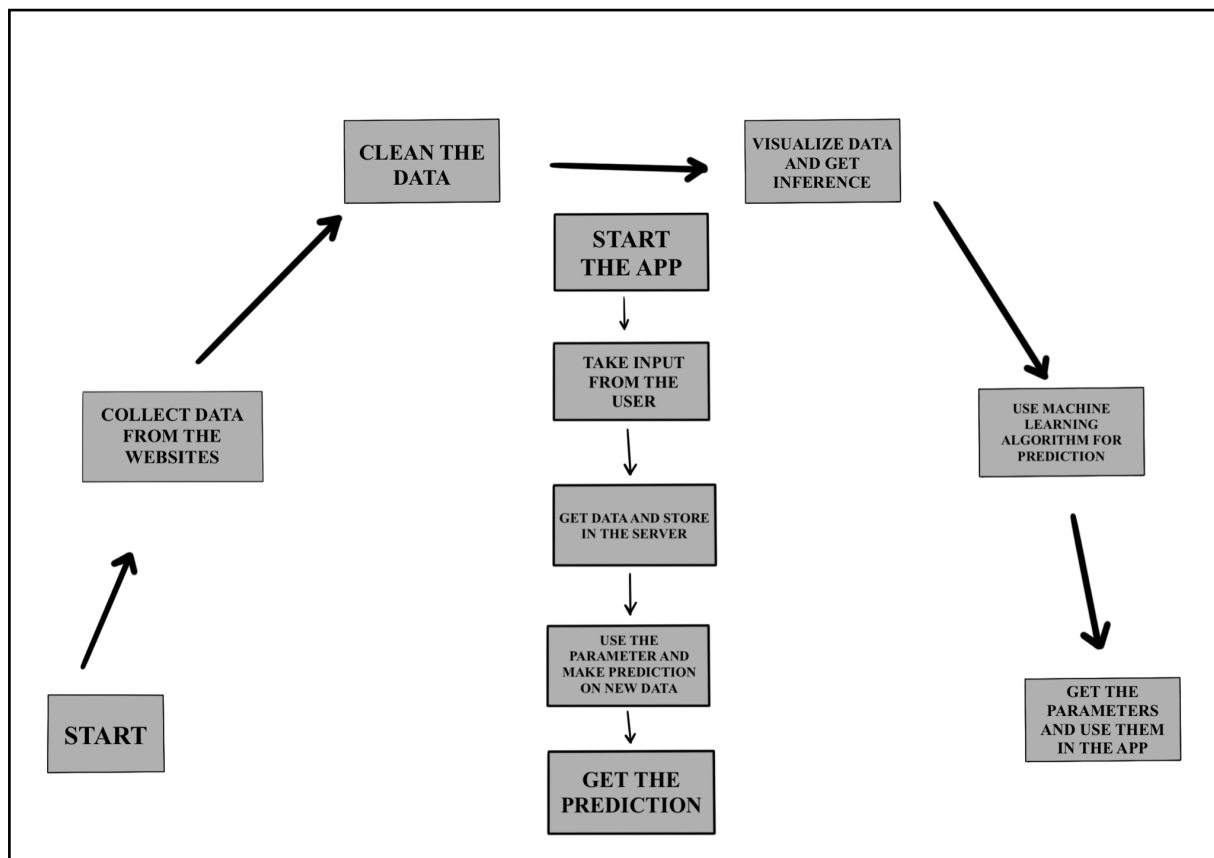 START
COLLECT DATA
FROM THE
WEBSITES
CLEAN THE
DATA
VISUALIZE DATA
AND GET
INFERENCE
USE MACHINE
LEARNING
ALGORITHM FOR
PREDICTION
GET THE
PARAMETERS
AND USE THEM
IN THE APP
START
THE APP
TAKE INPUT
FROM THE
USER
GET DATA AND STORE
IN THE SERVER
USE THE
PARAMETER AND
MAKE PREDICTION
ON NEW DATA
GET THE
PREDICTION